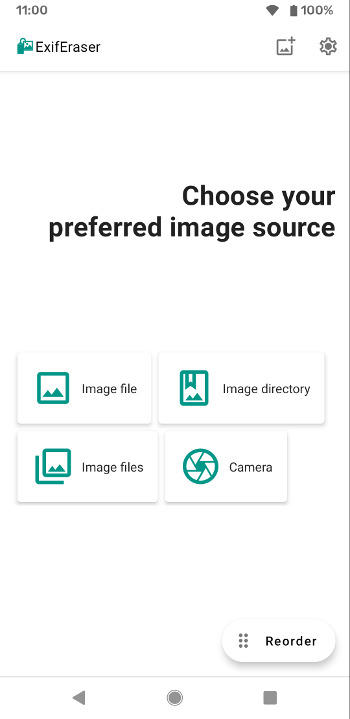 11:00
100%
ExifEraser
Choose your
preferred image source
Image file
Image directory
Image files
Camera
Reorder